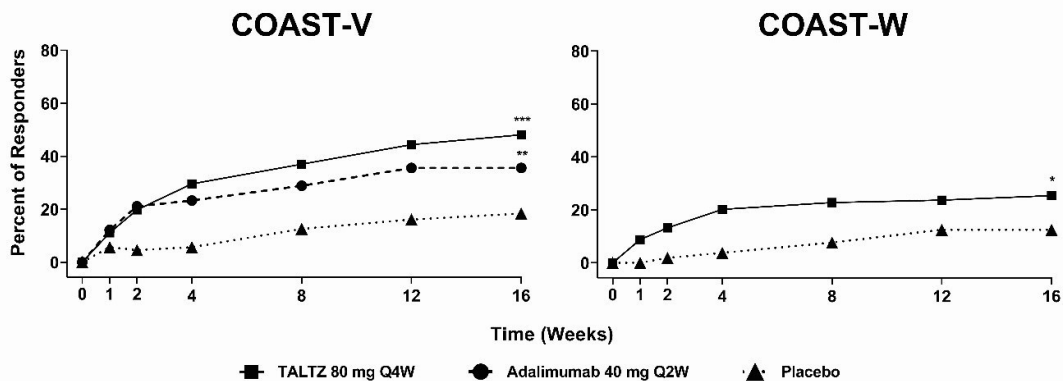 COAST-V
COAST-W
Percent of Responders
80
60
40
20
0
***
**
0 1 2 4 8 12 16
80
60
40
20
0
*
0 1 2 4 8 12 16
Time (Weeks)
TALTZ 80 mg Q4W Adalimumab 40 mg Q2W Placebo